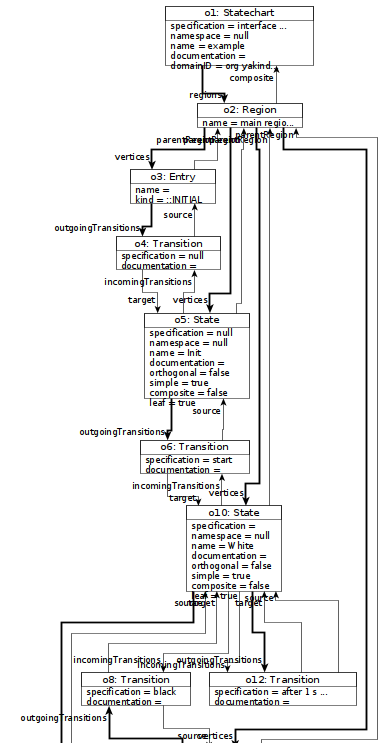 o1: Statechart
specification = interface ...
namespace = null
name = example
documentation =
domainID = org.yakind...
composite
regions
o2: Region
name = main regio...
parentRegion
vertices
o3: Entry
name =
kind = ::INITIAL
source
outgoingTransitions
o4: Transition
specification = null
documentation =
incomingTransitions
target
vertices
o5: State
specification = null
namespace = null
name = Init
documentation =
orthogonal = false
simple = true
composite = false
leaf = true
source
outgoingTransitions
o6: Transition
specification = start
documentation =
incomingTransitions
target
vertices
o10: State
specification =
namespace = null
name = White
documentation =
orthogonal = false
simple = true
composite = false
leaf = true
source
target
target
source
incomingTransitions
outgoingTransitions
incomingTransitions
o8: Transition
specification = black
documentation =
o12: Transition
specification = after 1 s ...
documentation =
outgoingTransitions
source
vertices